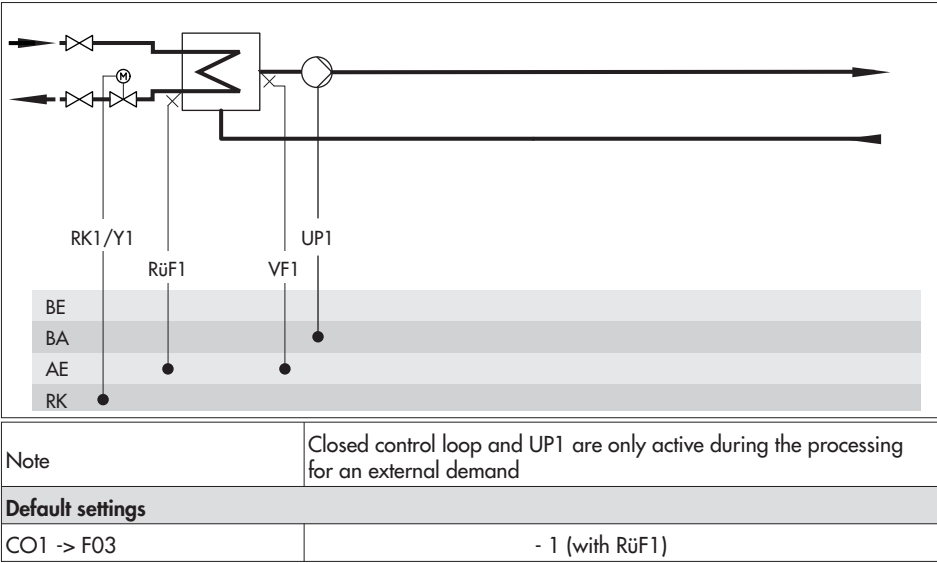 M
RK1/Y1
UP1
RüF1
VF1
BE
BA
AE
RK
Note
Closed control loop and UP1 are only active during the processing
for an external demand
Default settings
CO1 -> F03
- 1 (with RüF1)